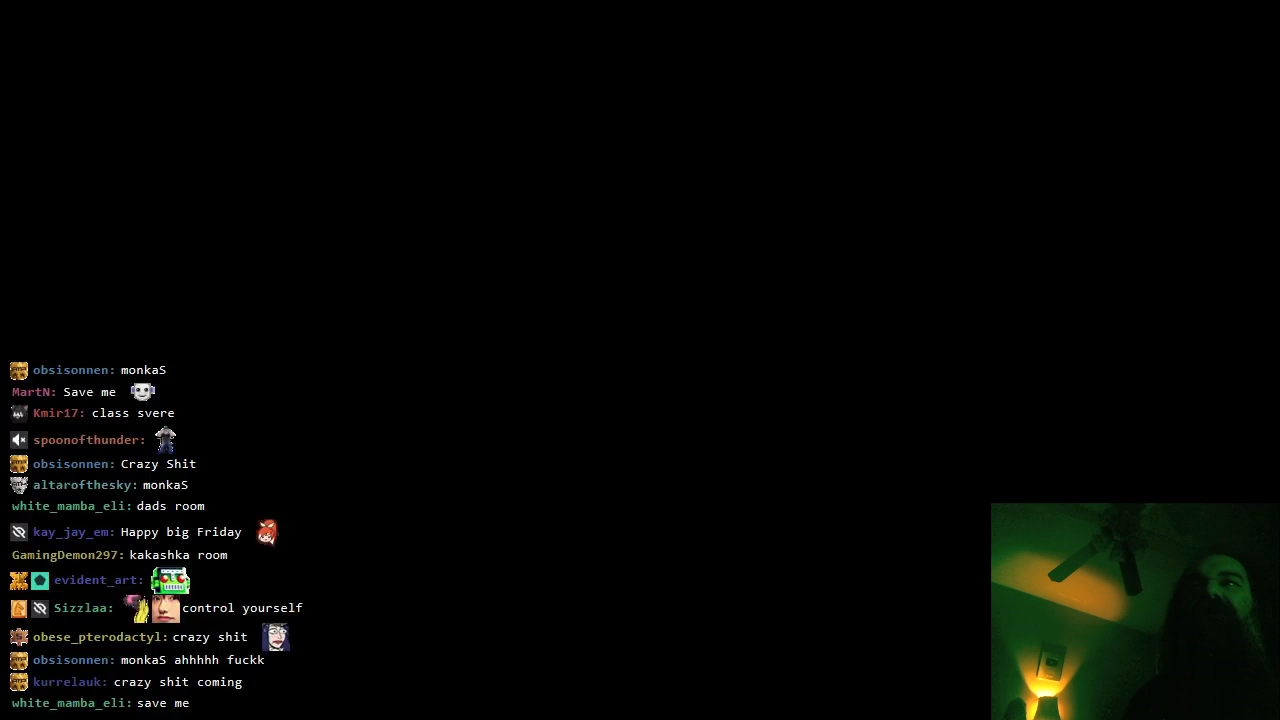 obsisonnen: monkaS
MartN: Save me
Kmir17: class svere
spoonofthunder:
obsisonnen: Crazy Shit
altarofthesky: monkaS
white_mamba_eli: dads room
kay_jay_em: Happy big Friday
GamingDemon297: kakashka room
evident_art:
Sizzlaa: control yourself
obese_pterodactyl: crazy shit
obsisonnen: monkaS ahhhhh fuckk
kurrelauk: crazy shit coming
white_mamba_eli: save me